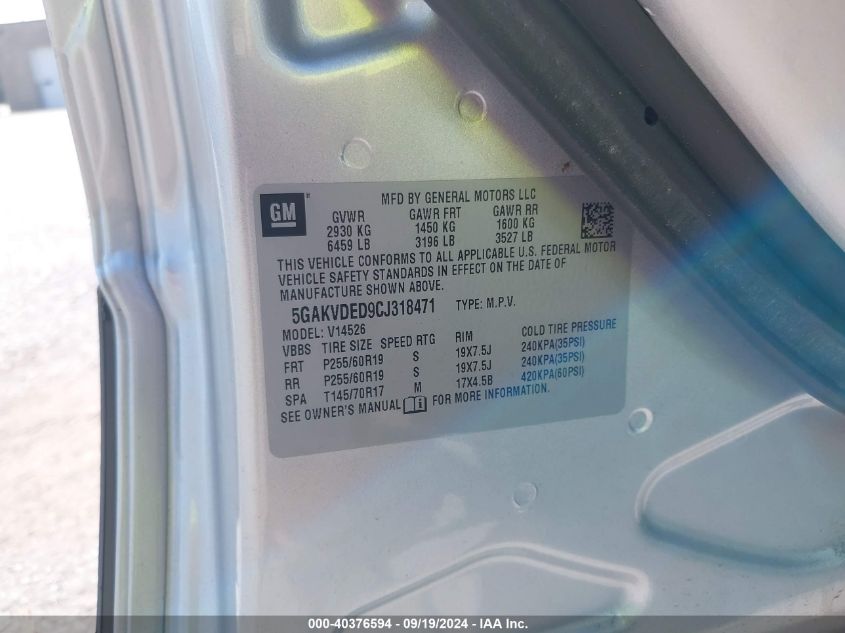 GM
MFD BY GENERAL MOTORS LLC
GVWR GAWR FRT GAWR RR
2930 KG 1450 KG 1600 KG
6459 LB 3196 LB 3527 LB
THIS VEHICLE CONFORMS TO ALL APPLICABLE U.S. FEDERAL MOTOR
VEHICLE SAFETY STANDARDS IN EFFECT ON THE DATE OF
MANUFACTURE SHOWN ABOVE.
5GAKVDED9CJ318471 TYPE: M.P.V.
MODEL: V14526
VBBS TIRE SIZE SPEED RTG RIM COLD TIRE PRESSURE
FRT P255/60R19 S 19X7.5J 240KPA(35PSI)
RR P255/60R19 S 19X7.5J 240KPA(35PSI)
SPA T145/70R17 M 17X4.5B 420KPA(60PSI)
SEE OWNER'S MANUAL FOR MORE INFORMATION.
000-40376594 - 09/19/2024 - IAA Inc.